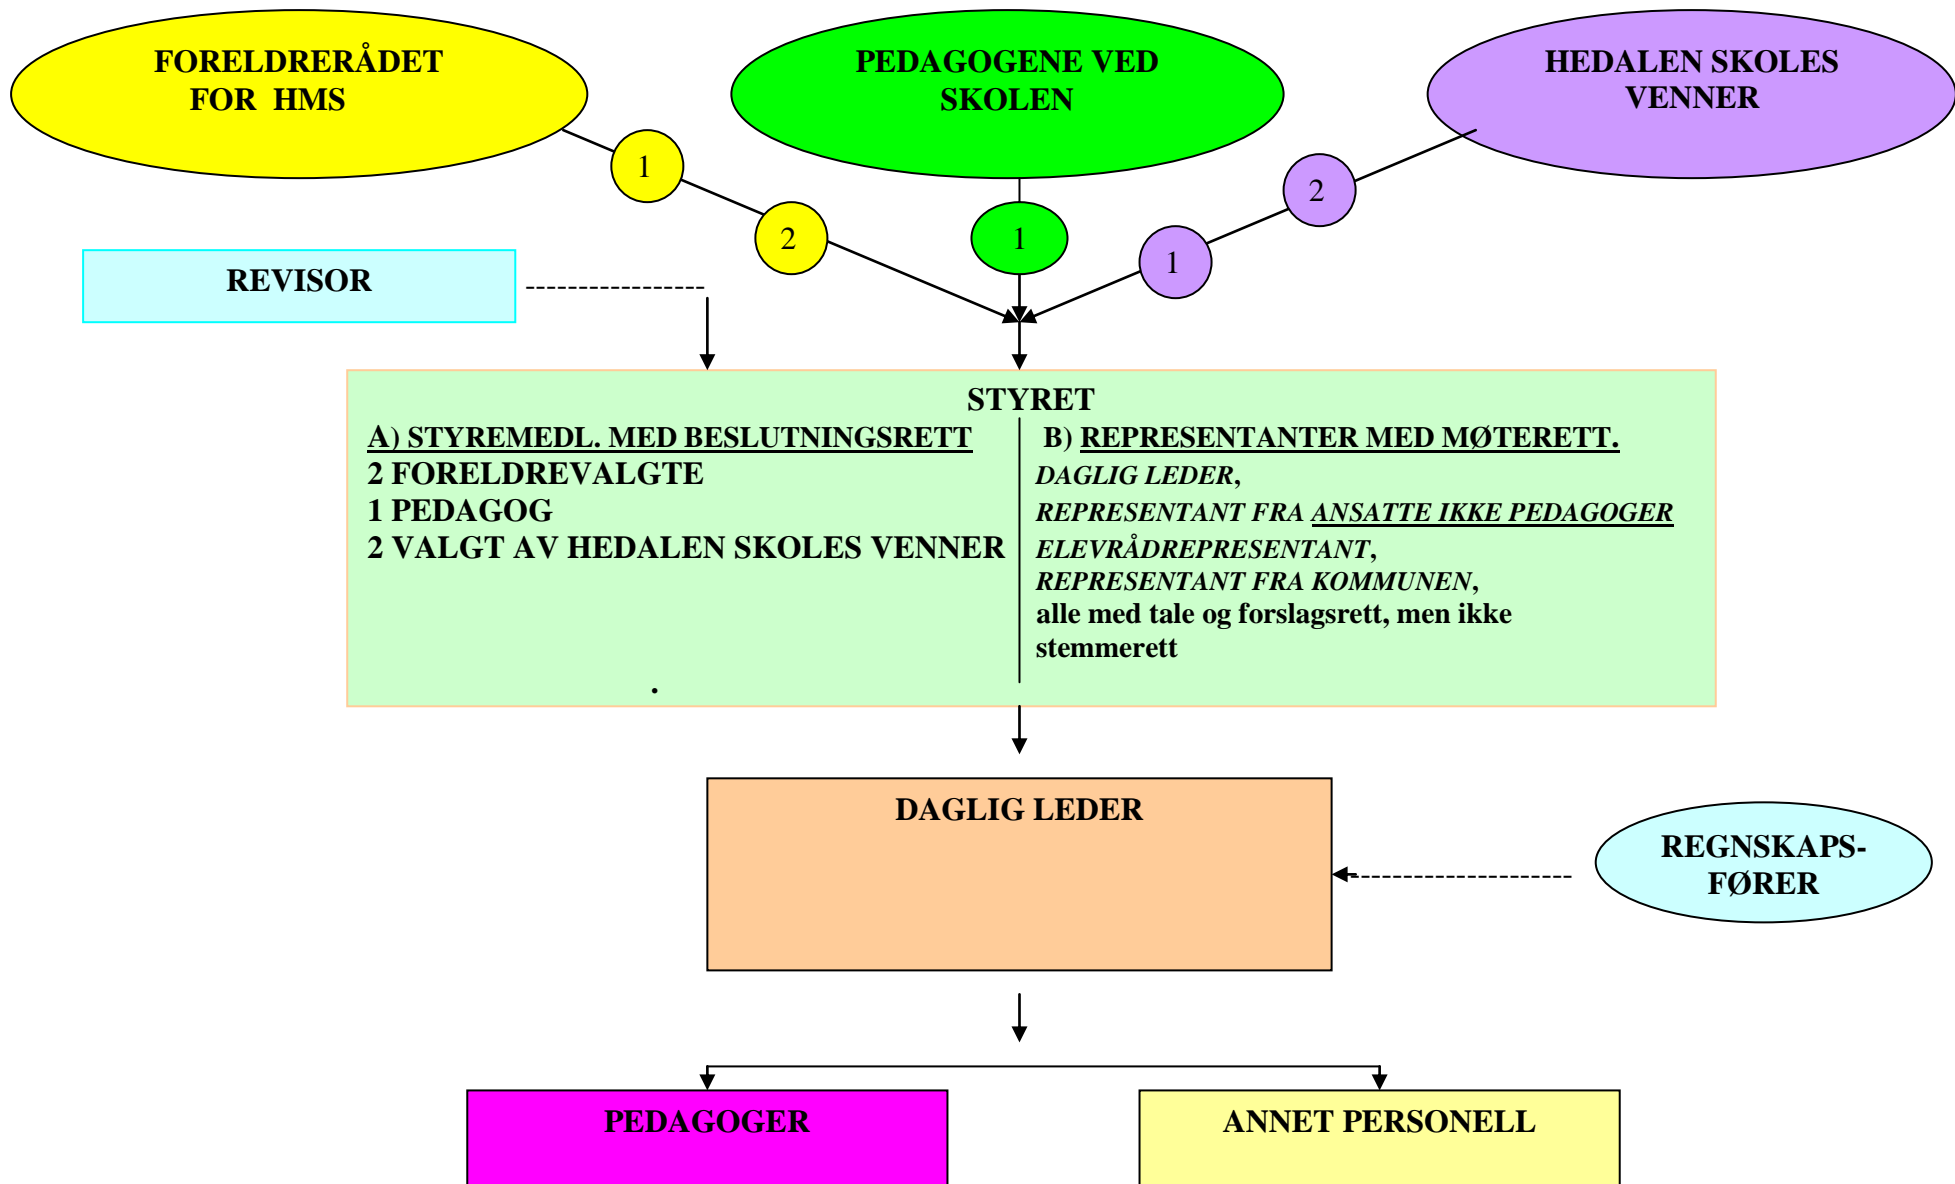 FORELDRERÅDET
FOR HMS
PEDAGOGENE VED
SKOLEN
HEDALEN SKOLES
VENNER
1
2
1
2
1
REVISOR
STYRET
A) STYREMEDL. MED BESLUTNINGSRETT
2 FORELDREVALGTE
1 PEDAGOG
2 VALGT AV HEDALEN SKOLES VENNER
.
B) REPRESENTANTER MED MØTERETT.
DAGLIG LEDER,
REPRESENTANT FRA ANSATTE IKKE PEDAGOGER
ELEVRÅDREPRESENTANT,
REPRESENTANT FRA KOMMUNEN,
alle med tale og forslagsrett, men ikke
stemmerett
DAGLIG LEDER
REGNSKAPS-
FØRER
PEDAGOGER
ANNET PERSONELL